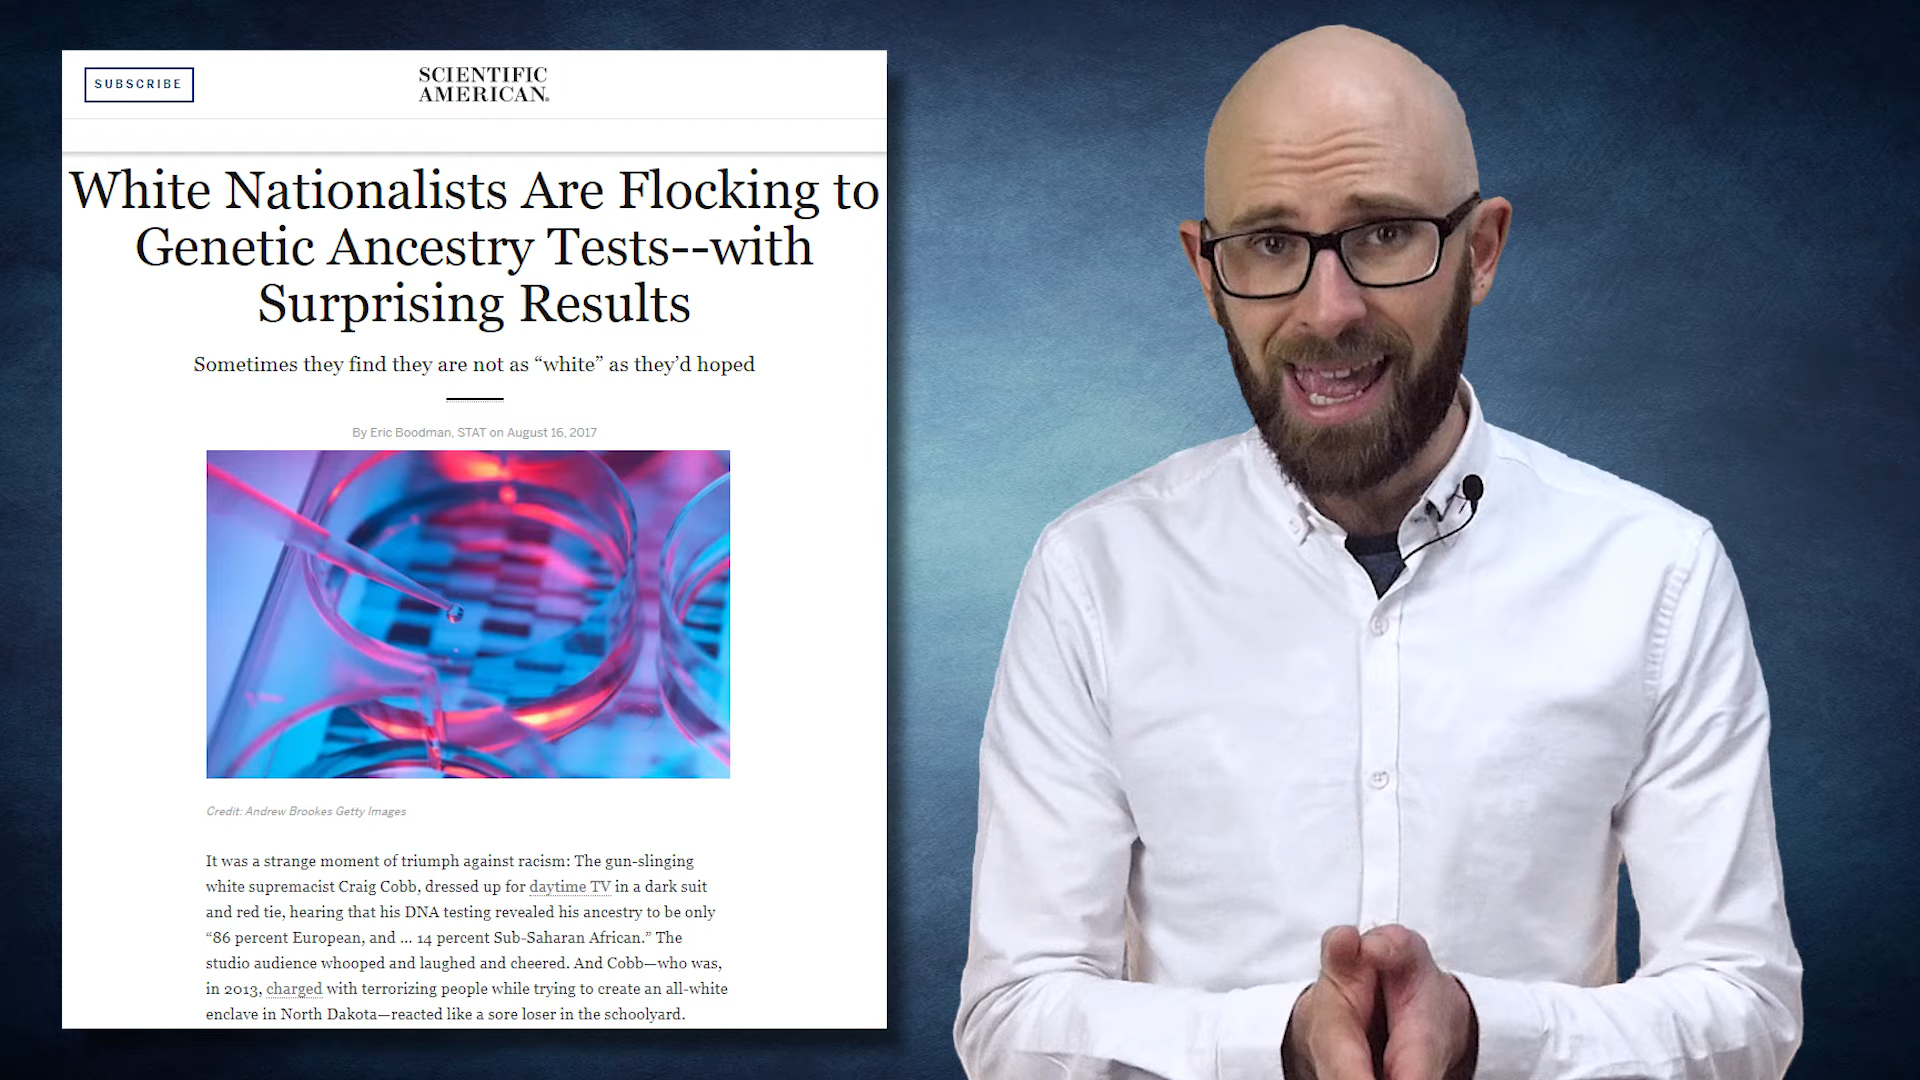 SUBSCRIBE
SCIENTIFIC
AMERICAN®
White Nationalists Are Flocking to
Genetic Ancestry Tests--with
Surprising Results
Sometimes they find they are not as “white” as they’d hoped
By Eric Boodman, STAT on August 16, 2017
Credit: Andrew Brookes Getty Images
It was a strange moment of triumph against racism: The gun-slinging
white supremacist Craig Cobb, dressed up for daytime TV in a dark suit
and red tie, hearing that his DNA testing revealed his ancestry to be only
“86 percent European, and ... 14 percent Sub-Saharan African.” The
studio audience whooped and laughed and cheered. And Cobb—who was,
in 2013, charged with terrorizing people while trying to create an all-white
enclave in North Dakota—reacted like a sore loser in the schoolyard.